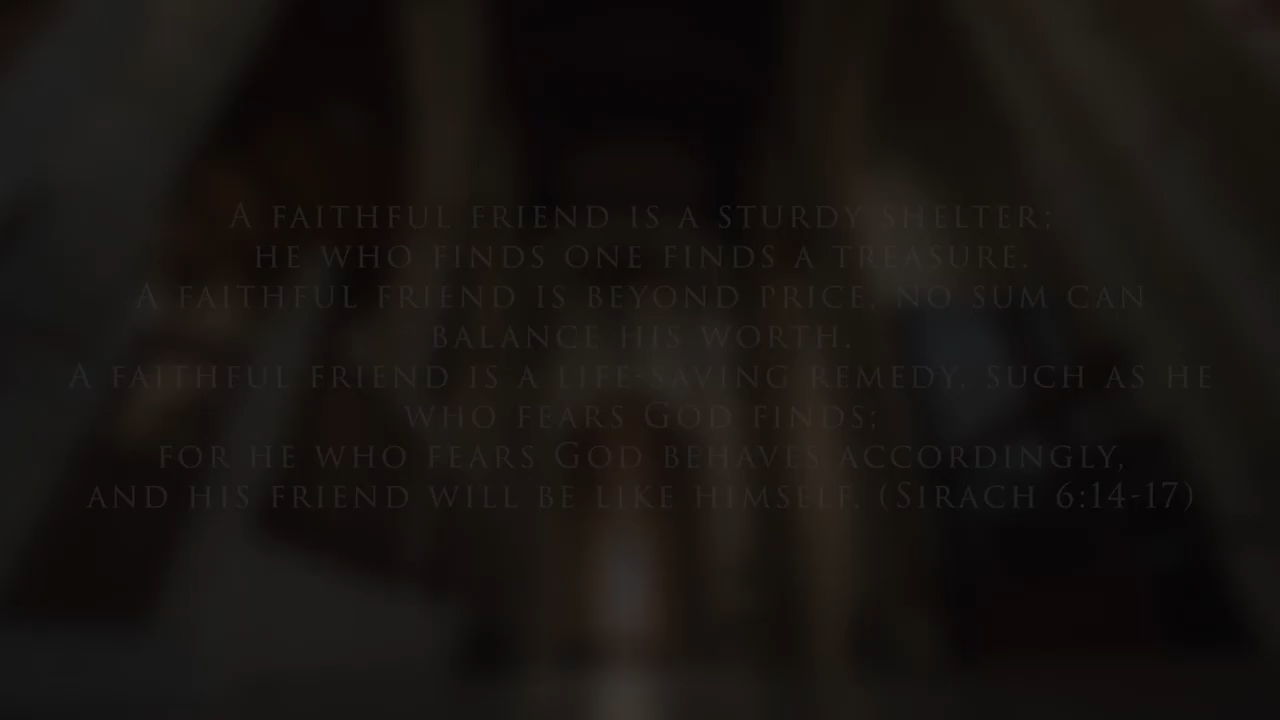 A FAITHFUL FRIEND IS A STURDY SHELTER;
HE WHO FINDS ONE FINDS A TREASURE.
A FAITHFUL FRIEND IS BEYOND PRICE, NO SUM CAN
BALANCE HIS WORTH.
A FAITHFUL FRIEND IS A LIFE-SAVING REMEDY, SUCH AS HE
WHO FEARS GOD FINDS;
FOR HE WHO FEARS GOD BEHAVES ACCORDINGLY,
AND HIS FRIEND WILL BE LIKE HIMSELF. (SIRACH 6:14-17)